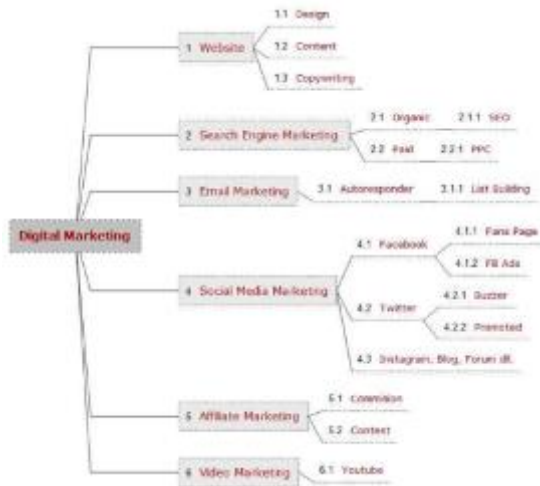 Digital Marketing
1 Website
1.1 Design
1.2 Content
1.3 Copywriting
2 Search Engine Marketing
2.1 Organic
2.1.1 SEO
2.2 Paid
2.2.1 PPC
3 Email Marketing
3.1 Autoresponder
3.1.1 List Building
4 Social Media Marketing
4.1 Facebook
4.1.1 Fans Page
4.1.2 FB Ads
4.2 Twitter
4.2.1 Buzzer
4.2.2 Promoted
4.3 Instagram, Blog, Forum dll.
5 Affiliate Marketing
5.1 Commision
5.2 Contest
6 Video Marketing
6.1 Youtube